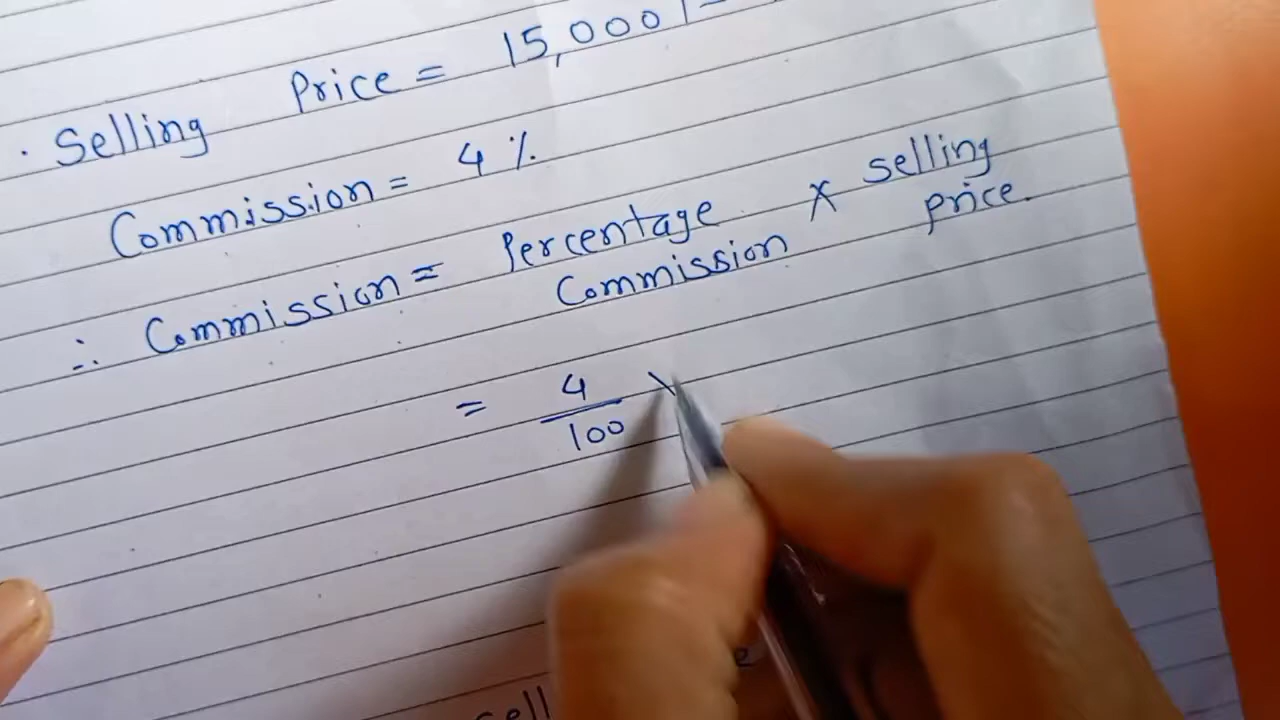 . Selling Price = 15,000/-
Commission = 4 %.
∴ Commission = Percentage Commission × selling price.
= 4/100 ×